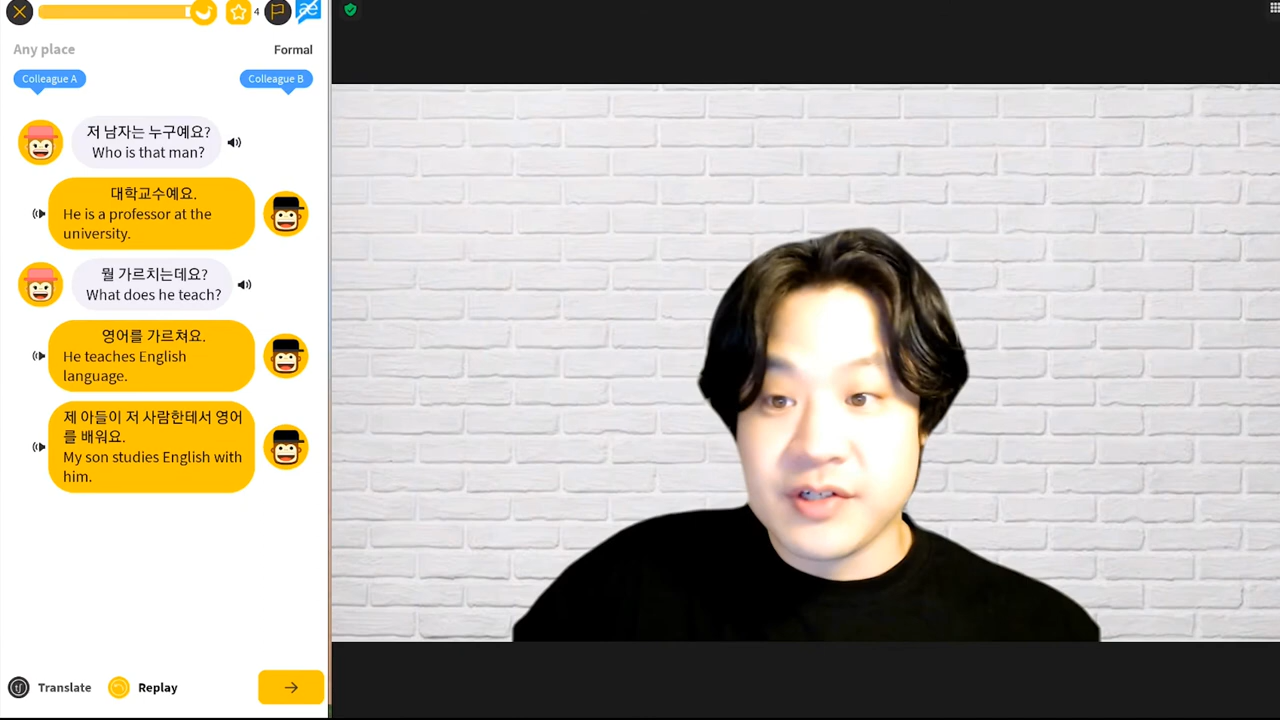 4
æ
Any place
Formal
Colleague A
Colleague B
저 남자는 누구예요?
Who is that man?
대학교수예요.
He is a professor at the
university.
뭘 가르치는데요?
What does he teach?
영어를 가르쳐요.
He teaches English
language.
제 아들이 저 사람한테서 영어
를 배워요.
My son studies English with
him.
Translate
Replay